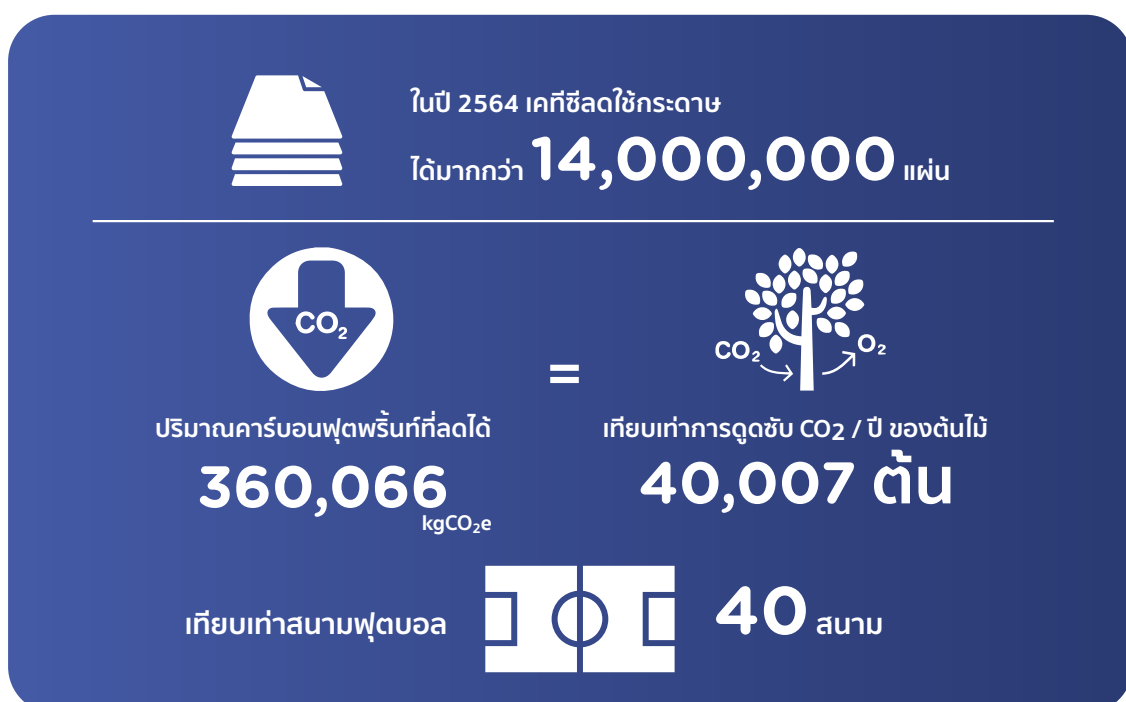 ในปี 2564 เคทีซีลดใช้กระดาษ
ได้มากกว่า 14,000,000 แผ่น
CO₂
=
CO₂ O₂
ปริมาณคาร์บอนฟุตพริ้นท์ที่ลดได้
360,066
kgCO₂e
เทียบเท่าการดูดซับ CO2 / ปี ของต้นไม้
40,007 ต้น
เทียบเท่าสนามฟุตบอล 40 สนาม